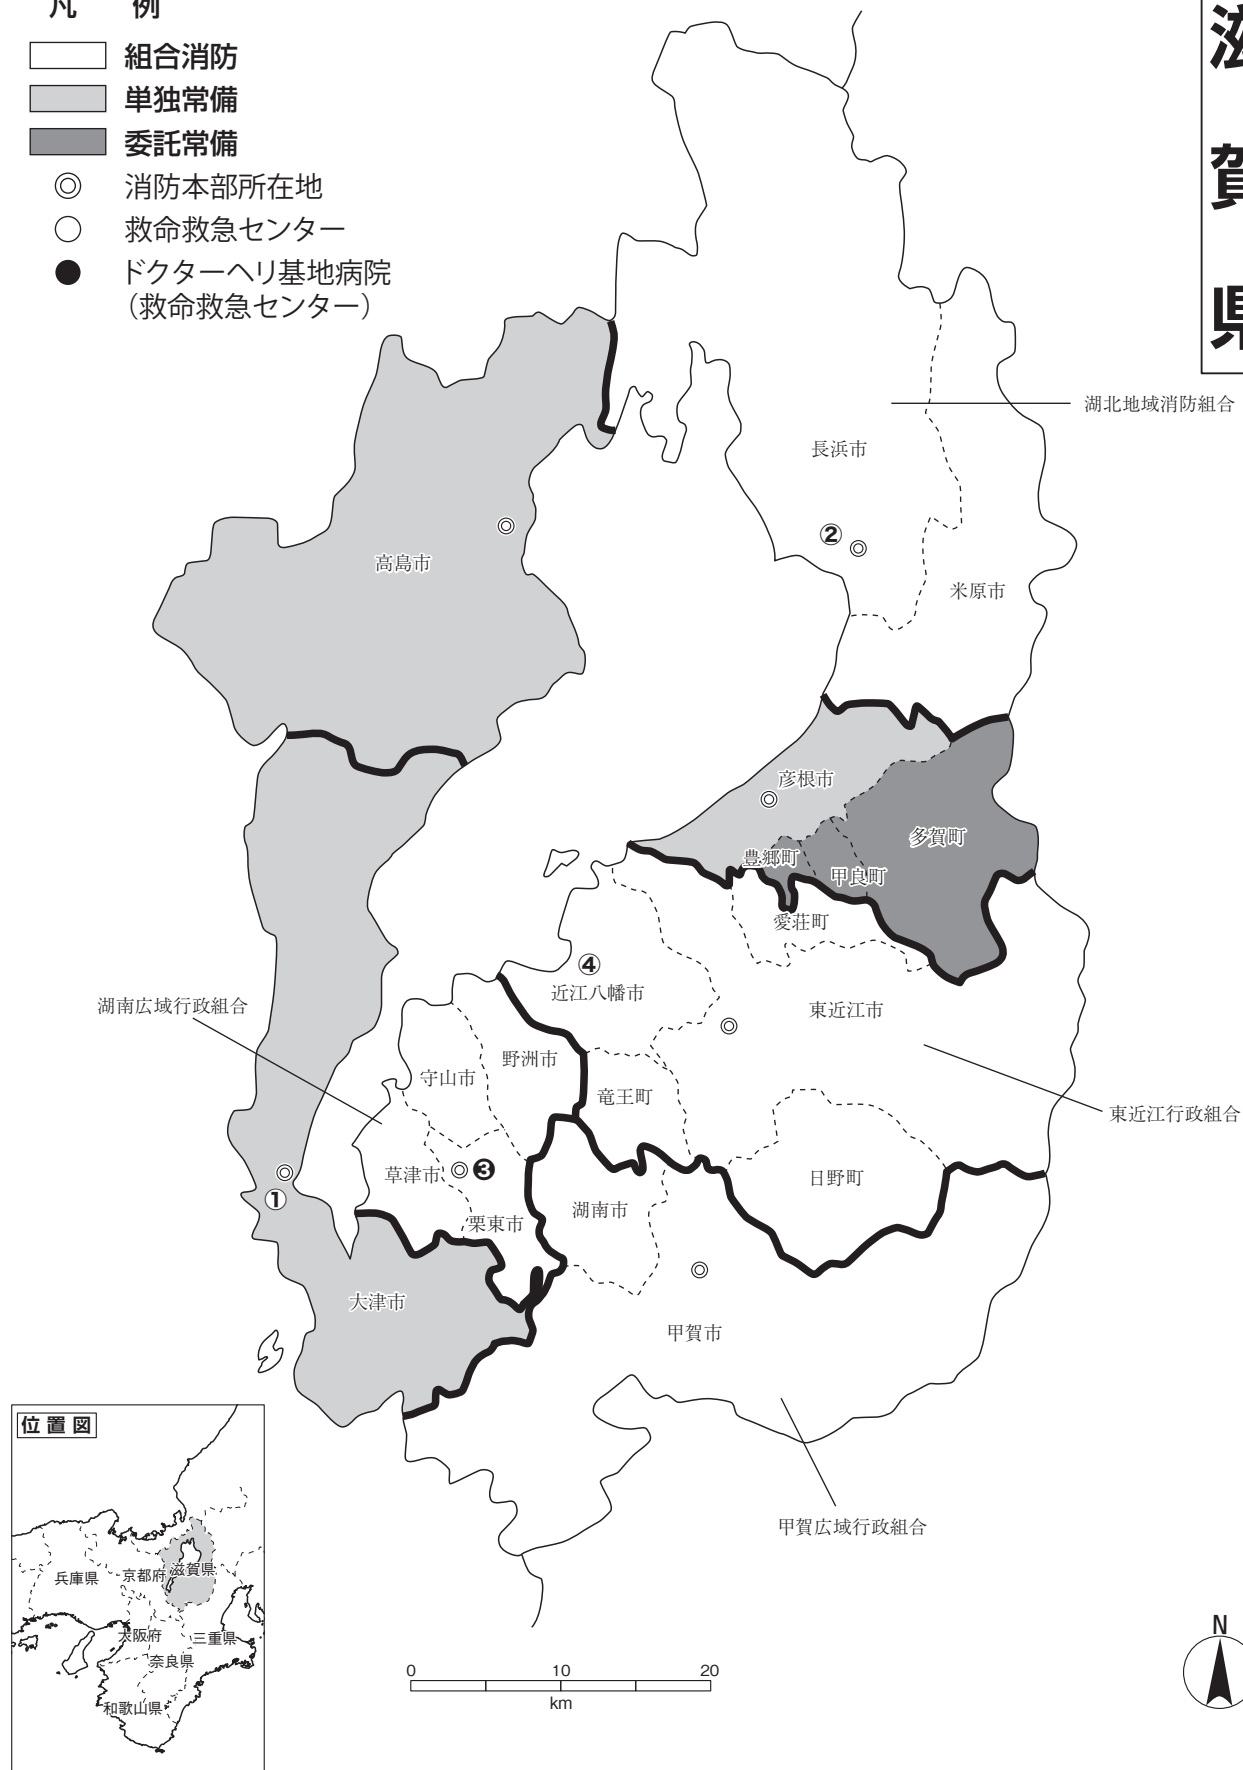 凡 例
組合消防
単独常備
委託常備
消防本部所在地
救命救急センター
ドクターヘリ基地病院
（救命救急センター）
滋賀県
湖北地域消防組合
長浜市
②
高島市
米原市
彦根市
多賀町
豊郷町
甲良町
愛荘町
④
近江八幡市
東近江市
湖南広域行政組合
野洲市
守山市
竜王町
東近江行政組合
草津市
❸
日野町
①
栗東市
湖南市
大津市
甲賀市
甲賀広域行政組合
位置図
兵庫県
京都府
滋賀県
大阪府
三重県
奈良県
和歌山県
0 10 20
km
N